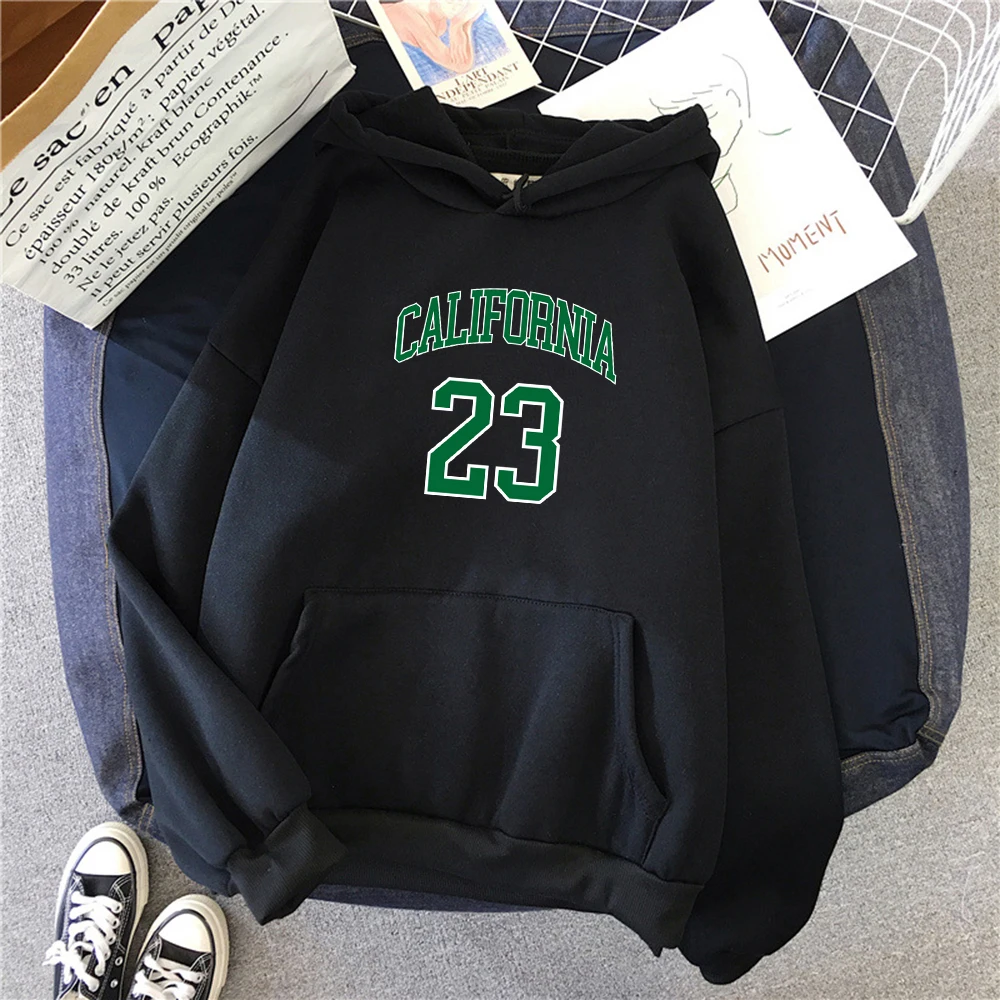 Le sac #1 en pap
Ce sac est fabriqué à partir de
épaisseur 180g/m²; papier végétal.
100 % naturel, kraft blanc
doublé de kraft brun Contenance
33 litres. 100 % Ecographik™
Ne le jetez pas.
il peut servir plusieurs fois.
L'ART
INDÉPENDANT
MOMENT
CALIFORNIA
23